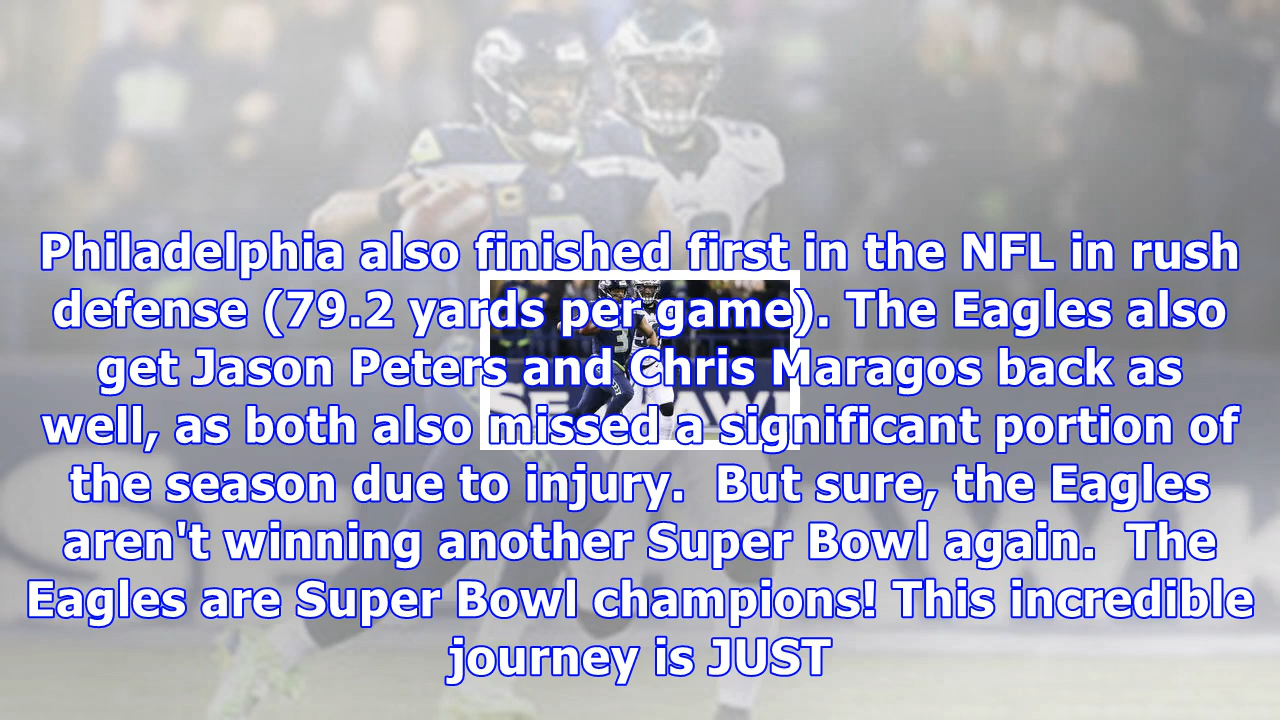 Philadelphia also finished first in the NFL in rush
defense (79.2 yards per game). The Eagles also
get Jason Peters and Chris Maragos back as
well, as both also missed a significant portion of
the season due to injury.  But sure, the Eagles
aren't winning another Super Bowl again.  The
Eagles are Super Bowl champions! This incredible
journey is JUST
3